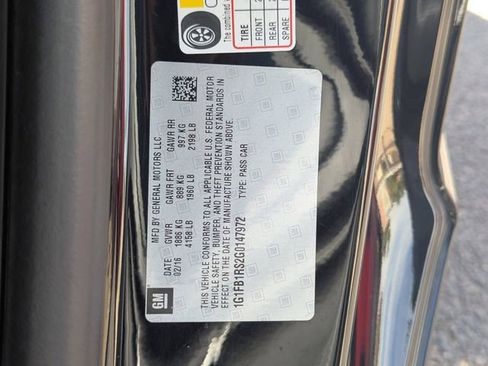 MFD BY GENERAL MOTORS LLC
DATE GVWR GAWR FRT GAWR RR
02/16 1886 KG 889 KG 997 KG
4158 LB 1960 LB 2198 LB
THIS VEHICLE CONFORMS TO ALL APPLICABLE U.S. FEDERAL MOTOR
VEHICLE SAFETY, BUMPER, AND THEFT PREVENTION STANDARDS IN
EFFECT ON THE DATE OF MANUFACTURE SHOWN ABOVE.
1G1FB1RS2G0147972 TYPE: PASS CAR
GM
The combined
TIRE
FRONT
REAR
SPARE